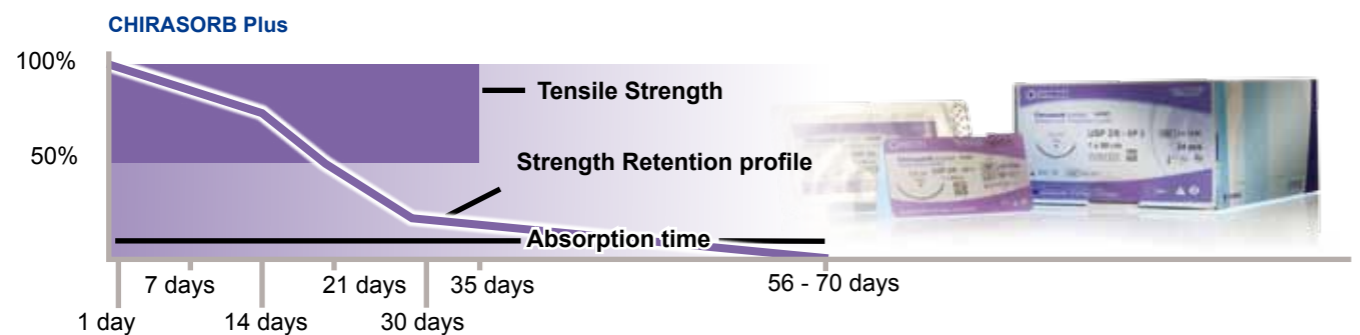 CHIRASORB Plus
100%
Tensile Strength
50%
Strength Retention profile
Absorption time
7 days
21 days
35 days
56 - 70 days
1 day
14 days
30 days